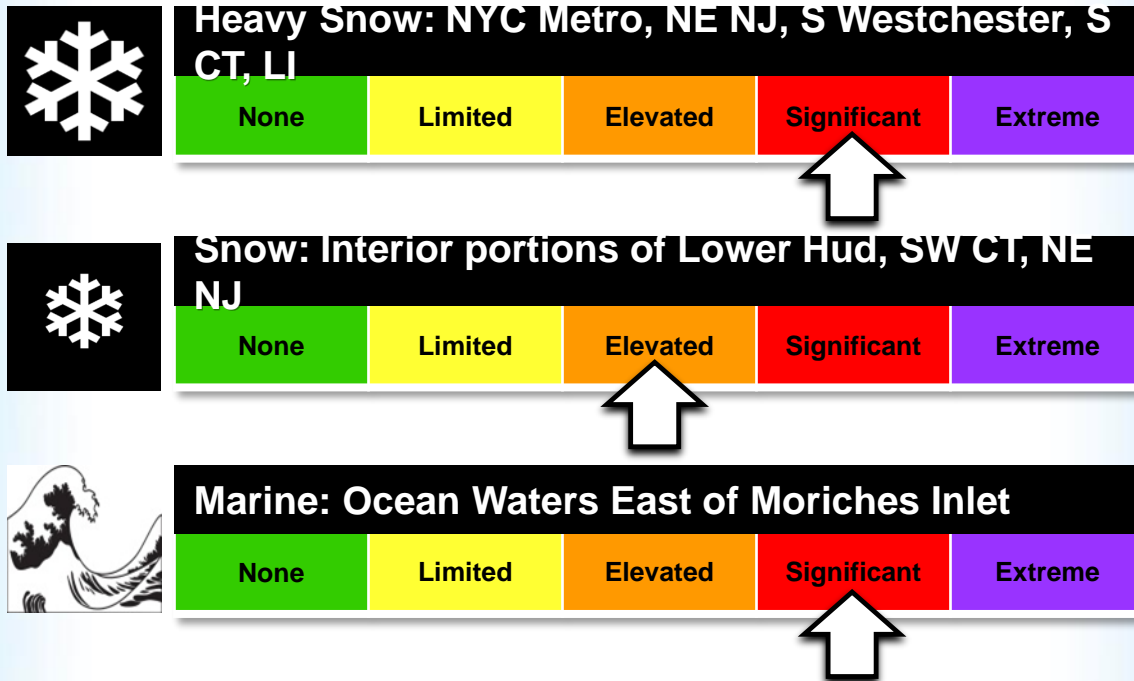 Heavy Snow: NYC Metro, NE NJ, S Westchester, S
CT, LI
None Limited Elevated Significant Extreme
Snow: Interior portions of Lower Hud, SW CT, NE
NJ
None Limited Elevated Significant Extreme
Marine: Ocean Waters East of Moriches Inlet
None Limited Elevated Significant Extreme